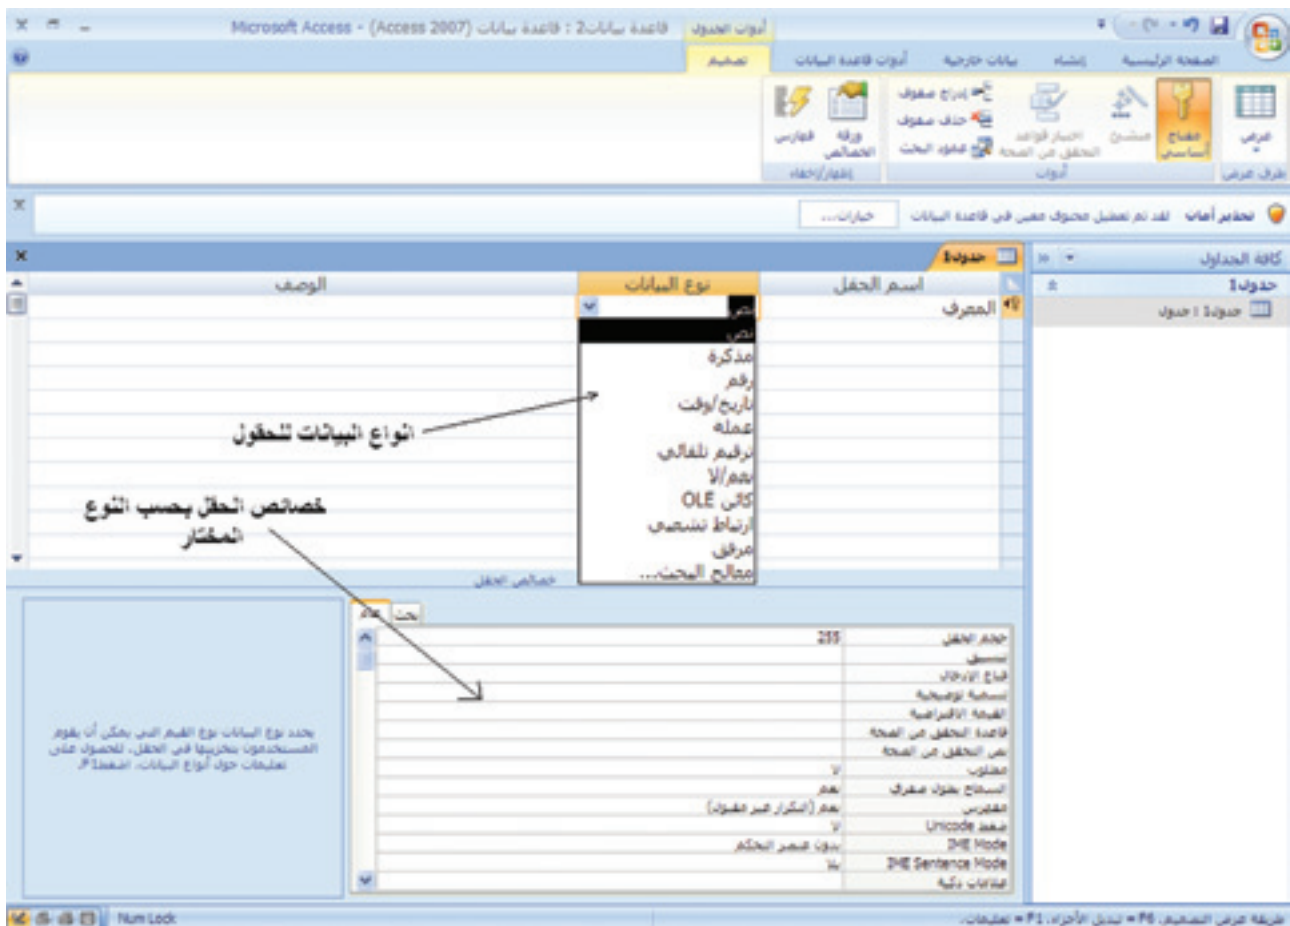 أدوات الجدول
قاعدة بيانات2 : قاعدة بيانات (Access 2007) - Microsoft Access
الصفحة الرئيسية
إنشاء
بيانات خارجية
أدوات قاعدة البيانات
تصميم
عرض
مفتاح أساسي
منشئ
اختبار قواعد التحقق من الصحة
إدراج صفوف
حذف صفوف
عمود البحث
ورقة الخصائص
فهارس
طرق عرض
أدوات
إظهار/إخفاء
تحذير أمان
لقد تم تعطيل محتوى معين في قاعدة البيانات
خيارات...
كافة الجداول
جدول1
جدول1 : جدول
جدول1
اسم الحقل
نوع البيانات
الوصف
المعرف
نص
نص
مذكرة
رقم
تاريخ/وقت
عملة
ترقيم تلقائي
نعم/لا
كائن OLE
ارتباط تشعبي
مرفق
معالج البحث...
انواع البيانات للحقول
خصائص الحقل بحسب النوع
المختار
خصائص الحقل
عام
بحث
حجم الحقل 255
تنسيق
قناع الإدخال
تسمية توضيحية
القيمة الافتراضية
قاعدة التحقق من الصحة
نص التحقق من الصحة
مطلوب لا
السماح بطول صفري نعم
مفهرس نعم (التكرار غير مقبول)
ضغط Unicode لا
IME Mode بدون عنصر التحكم
IME Sentence Mode بلا
علامات ذكية
يحدد نوع البيانات نوع القيم التي يمكن أن يقوم
المستخدمون بتخزينها في الحقل. للحصول على
تعليمات حول أنواع البيانات، اضغط F1.
طريقة عرض التصميم. F6 = تبديل الأجزاء. F1 = تعليمات.
Num Lock